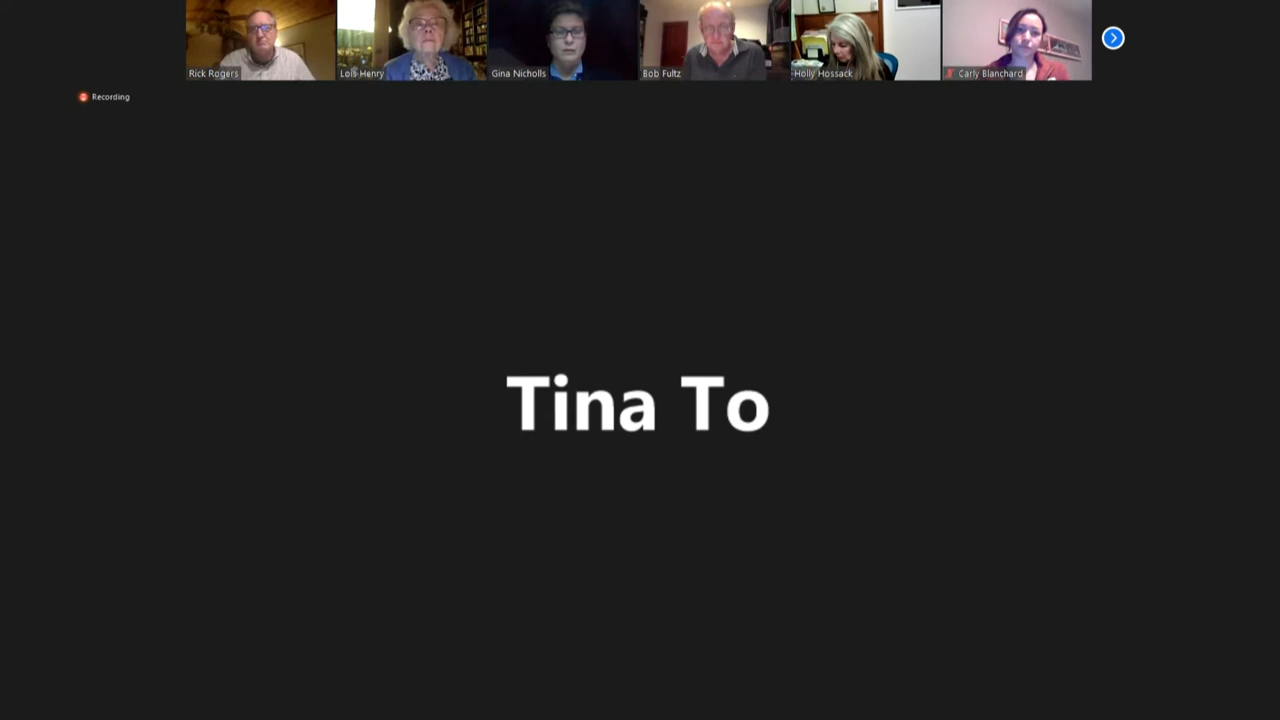 Rick Rogers
Lois Henry
Gina Nicholls
Bob Fultz
Holly Hossack
Carly Blanchard
Recording
Tina To